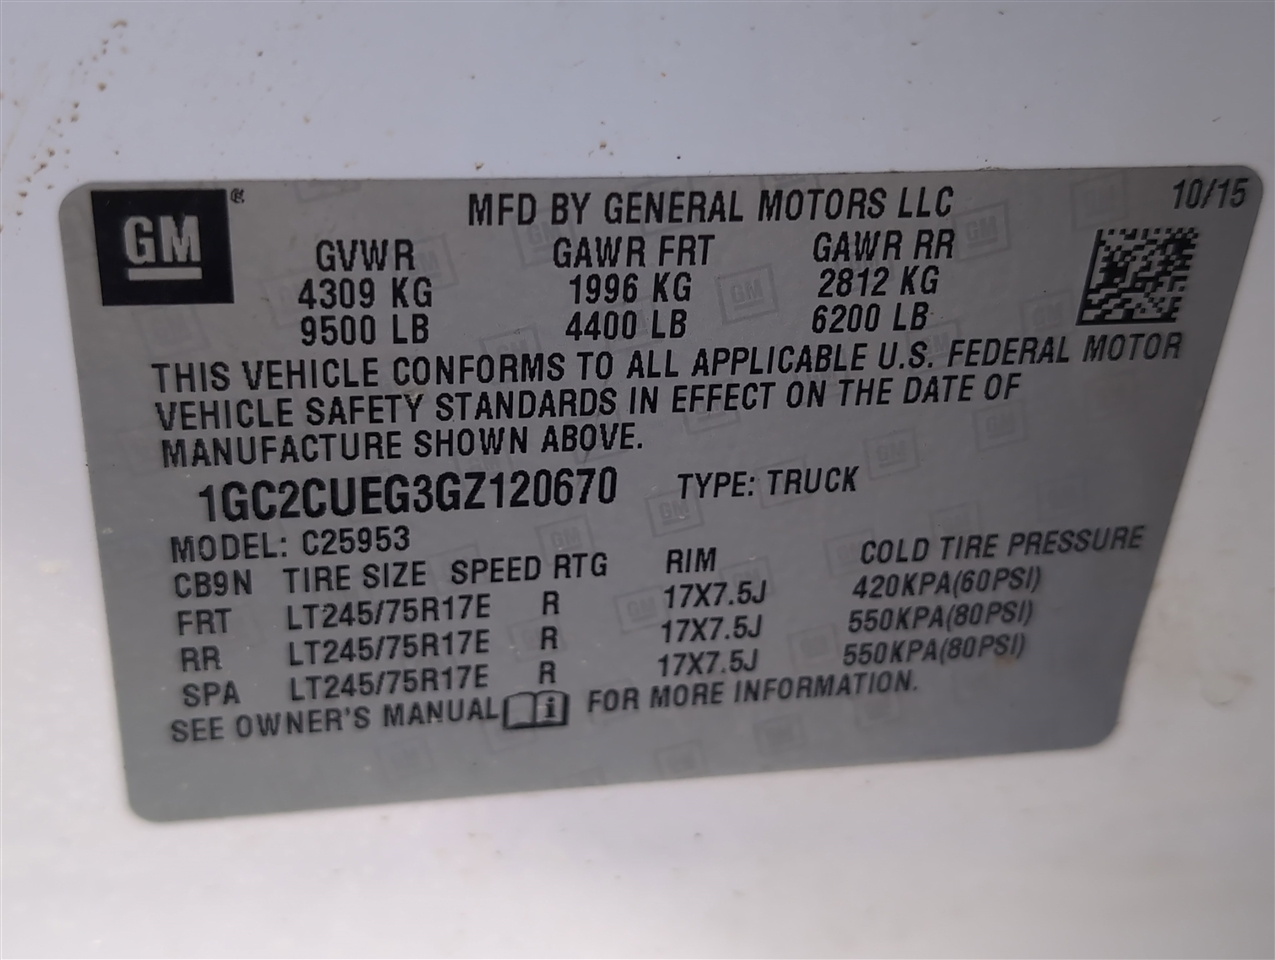 GM®
MFD BY GENERAL MOTORS LLC
10/15
GVWR GAWR FRT GAWR RR
4309 KG 1996 KG 2812 KG
9500 LB 4400 LB 6200 LB
THIS VEHICLE CONFORMS TO ALL APPLICABLE U.S. FEDERAL MOTOR
VEHICLE SAFETY STANDARDS IN EFFECT ON THE DATE OF
MANUFACTURE SHOWN ABOVE.
1GC2CUEG3GZ120670 TYPE: TRUCK
MODEL: C25953
CB9N TIRE SIZE SPEED RTG RIM COLD TIRE PRESSURE
FRT LT245/75R17E R 17X7.5J 420KPA(60PSI)
RR LT245/75R17E R 17X7.5J 550KPA(80PSI)
SPA LT245/75R17E R 17X7.5J 550KPA(80PSI)
SEE OWNER'S MANUAL i FOR MORE INFORMATION.